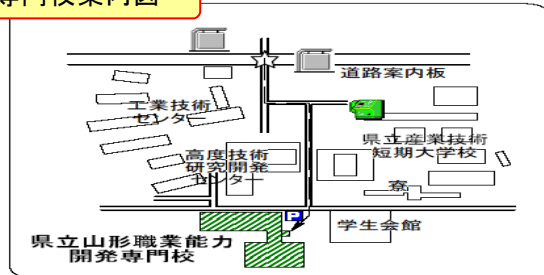 専門校案内図
道路案内板
工業技術
センター
県立産業技術
短期大学校
高度技術
研究開発
センター
寮
P
学生会館
県立山形職業能力
開発専門校